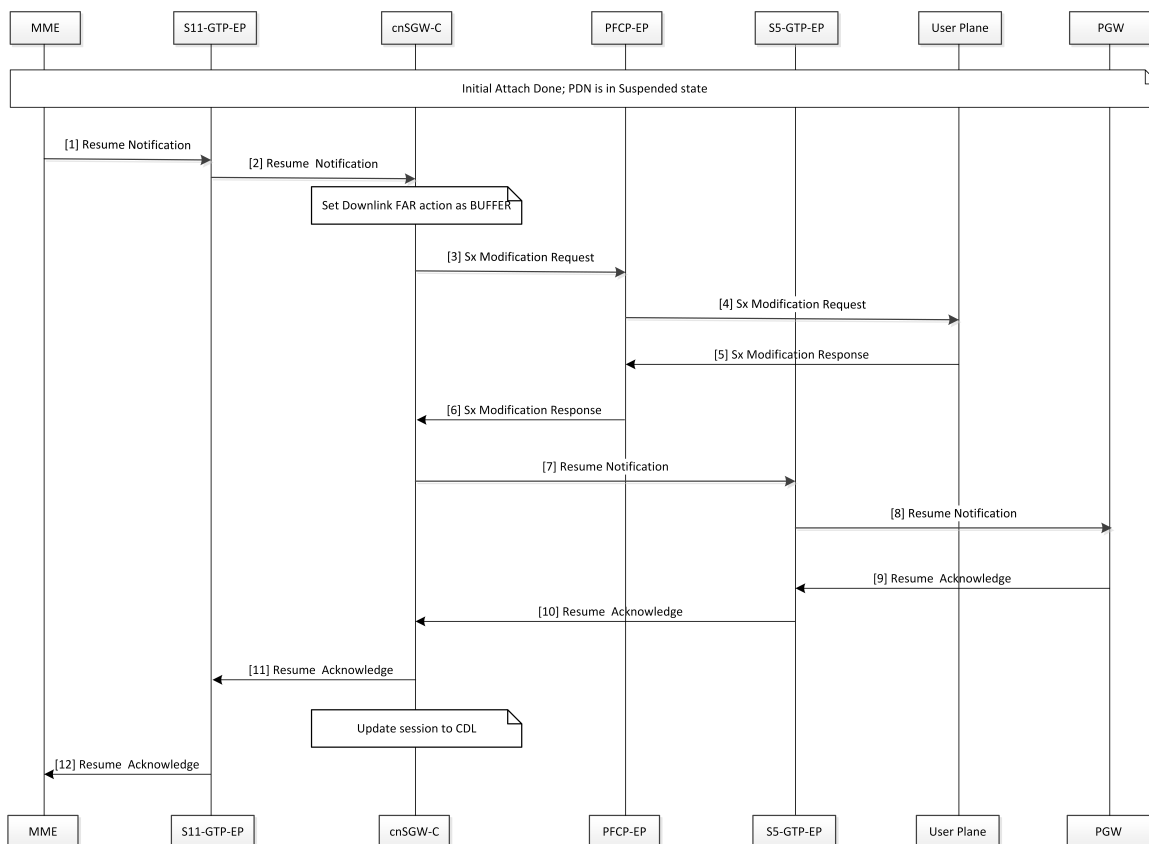 MME
S11-GTP-EP
cnSGW-C
PFCP-EP
S5-GTP-EP
User Plane
PGW
Initial Attach Done; PDN is in Suspended state
[1] Resume Notification
[2] Resume  Notification
Set Downlink FAR action as BUFFER
[3] Sx Modification Request
[4] Sx Modification Request
[5] Sx Modification Response
[6] Sx Modification Response
[7] Resume Notification
[8] Resume Notification
[9] Resume  Acknowledge
[10] Resume  Acknowledge
[11] Resume  Acknowledge
Update session to CDL
[12] Resume  Acknowledge
MME
S11-GTP-EP
cnSGW-C
PFCP-EP
S5-GTP-EP
User Plane
PGW